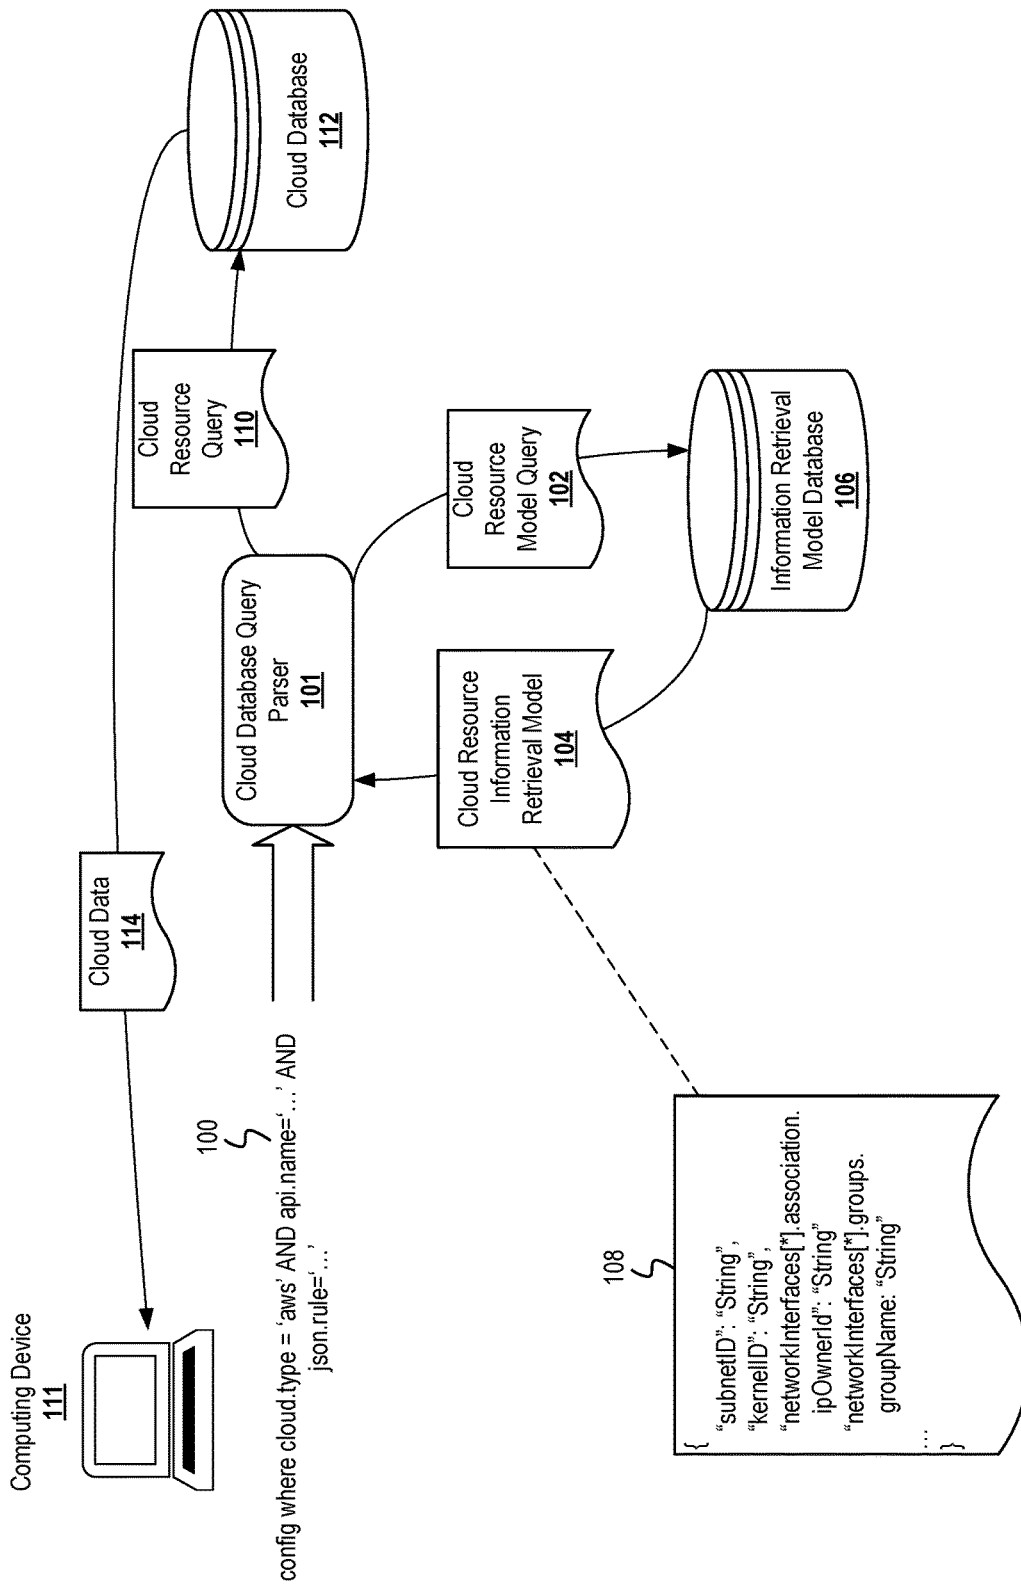 Computing Device
111
config where cloud.type = ‘aws’ AND api.name=‘…’ AND
json.rule=‘…’
100
Cloud Data
114
Cloud Database Query
Parser
101
Cloud
Resource
Query
110
Cloud Database
112
Cloud
Resource
Model Query
102
Cloud Resource
Information
Retrieval Model
104
Information Retrieval
Model Database
106
108
{
“subnetID”: “String”,
“kernelID”: “String”,
“networkInterfaces[*].association.
ipOwnerId”: “String”
“networkInterfaces[*].groups.
groupName: “String”
…
}